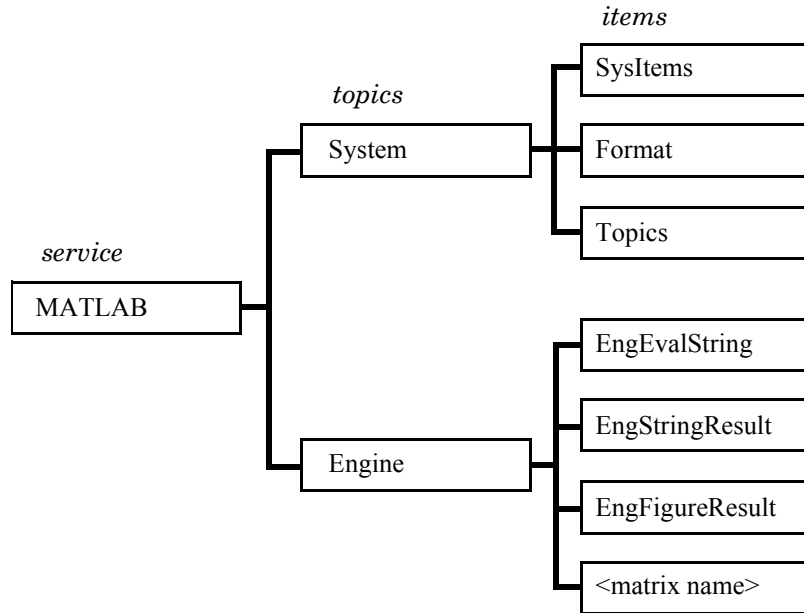 items
SysItems
topics
System
Format
Topics
service
MATLAB
EngEvalString
EngStringResult
Engine
EngFigureResult
<matrix name>